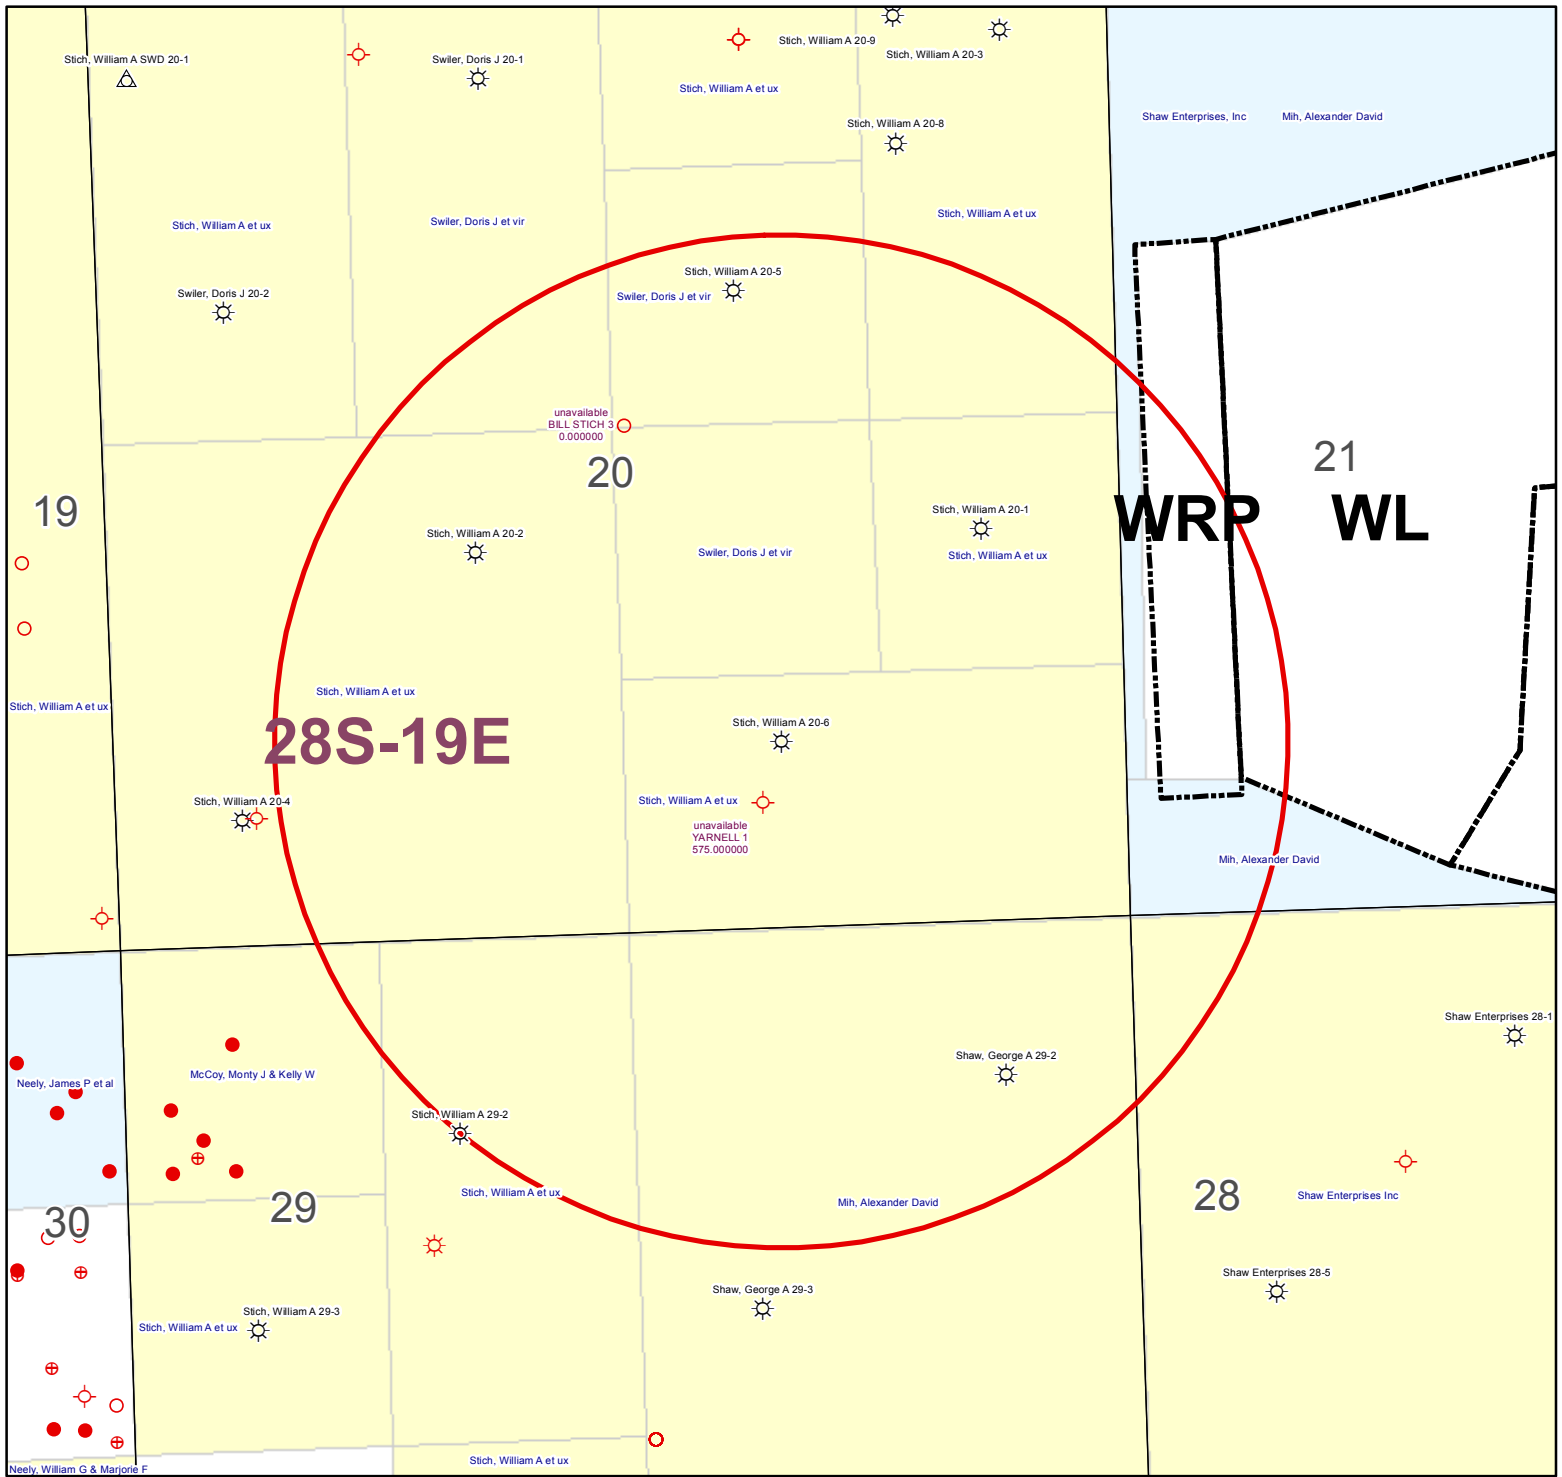 Stich, William A SWD 20-1
Swiler, Doris J 20-1
Stich, William A 20-9
Stich, William A 20-3
Stich, William A et ux
Shaw Enterprises, Inc
Mih, Alexander David
Stich, William A 20-8
Stich, William A et ux
Swiler, Doris J et vir
Stich, William A et ux
Swiler, Doris J 20-2
Stich, William A 20-5
Swiler, Doris J et vir
unavailable
BILL STICH 3
0.000000
20
21
19
Stich, William A 20-2
Stich, William A 20-1
Swiler, Doris J et vir
Stich, William A et ux
WRP
WL
Stich, William A et ux
Stich, William A et ux
28S-19E
Stich, William A 20-6
Stich, William A 20-4
Stich, William A et ux
unavailable
YARNELL 1
575.000000
Mih, Alexander David
Shaw Enterprises 28-1
Neely, James P et al
McCoy, Monty J & Kelly W
Shaw, George A 29-2
Stich, William A 29-2
Stich, William A et ux
Mih, Alexander David
28
Shaw Enterprises Inc
30
29
Shaw Enterprises 28-5
Shaw, George A 29-3
Stich, William A 29-3
Stich, William A et ux
Stich, William A et ux
Neely, William G & Marjorie F